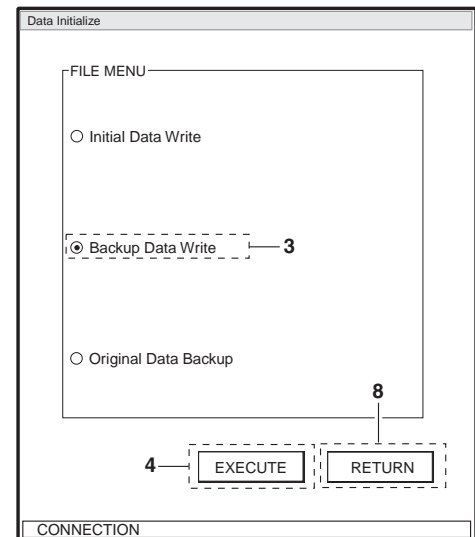 Data Initialize
FILE MENU
Initial Data Write
Backup Data Write 3
Original Data Backup
8
4 EXECUTE RETURN
CONNECTION